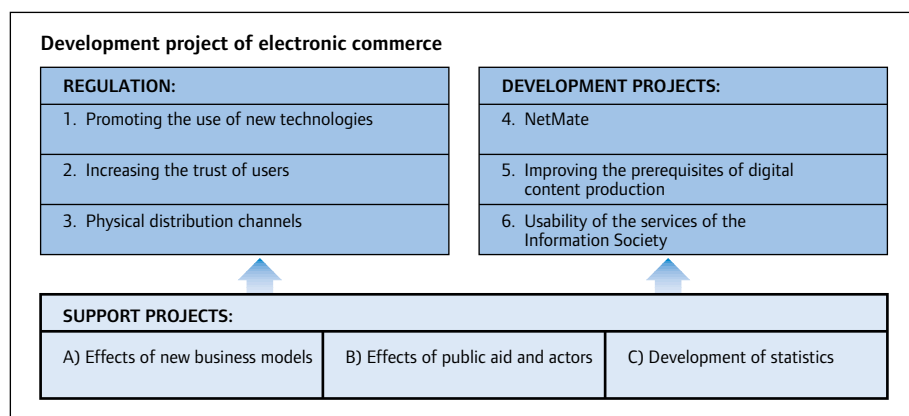 Development project of electronic commerce
REGULATION:
1. Promoting the use of new technologies
2. Increasing the trust of users
3. Physical distribution channels
DEVELOPMENT PROJECTS:
4. NetMate
5. Improving the prerequisites of digital
content production
6. Usability of the services of the
Information Society
SUPPORT PROJECTS:
A) Effects of new business models
B) Effects of public aid and actors
C) Development of statistics